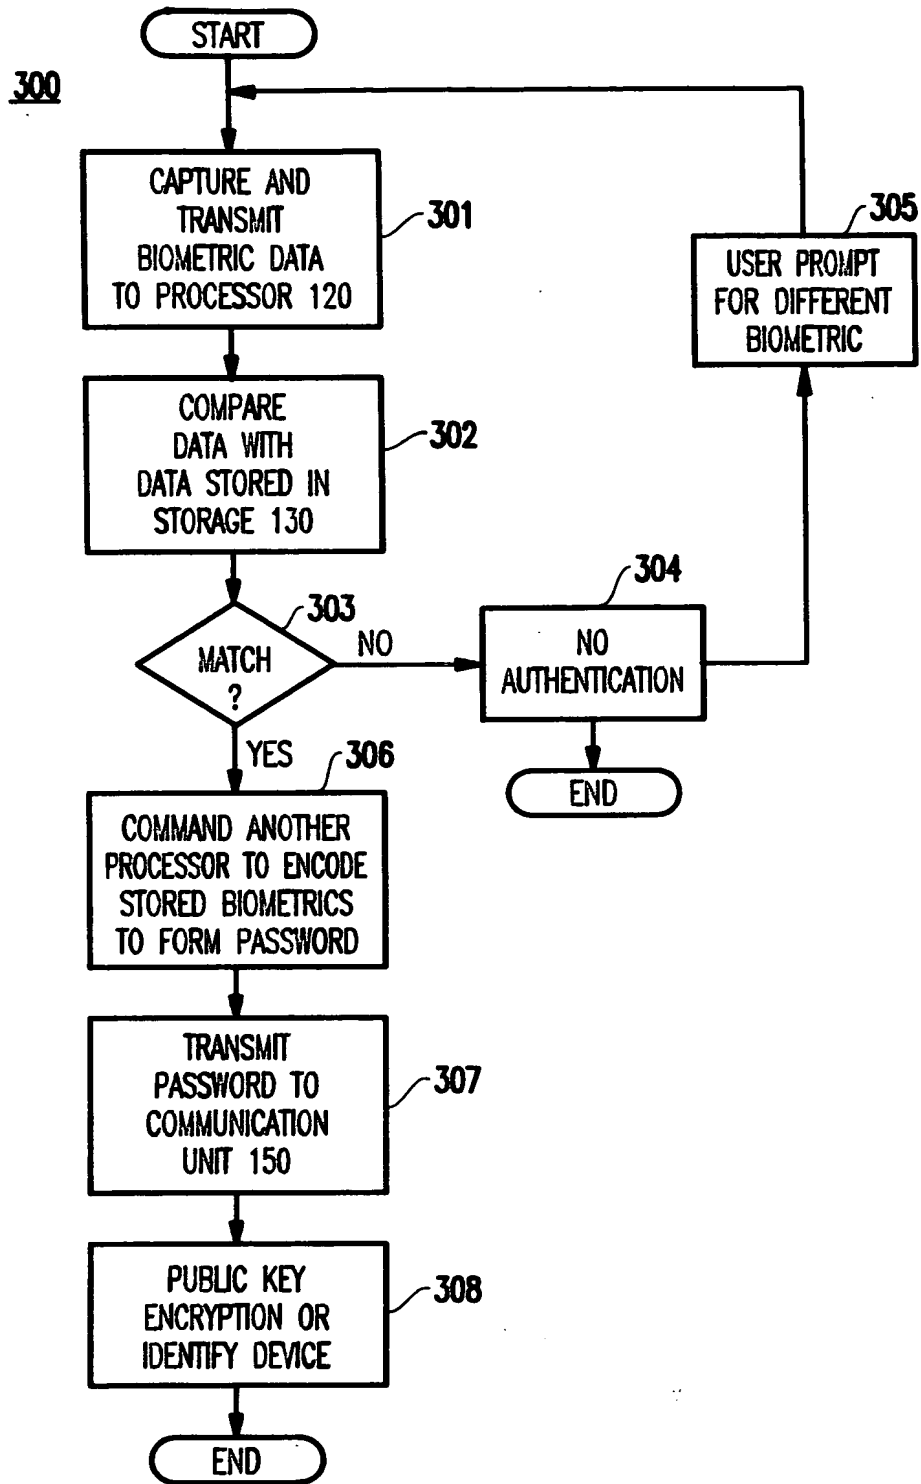 START
300
CAPTURE AND
TRANSMIT
BIOMETRIC DATA
TO PROCESSOR 120
301
305
USER PROMPT
FOR DIFFERENT
BIOMETRIC
COMPARE
DATA WITH
DATA STORED IN
STORAGE 130
302
303
MATCH
?
NO
304
NO
AUTHENTICATION
END
YES
306
COMMAND ANOTHER
PROCESSOR TO ENCODE
STORED BIOMETRICS
TO FORM PASSWORD
TRANSMIT
PASSWORD TO
COMMUNICATION
UNIT 150
307
PUBLIC KEY
ENCRYPTION OR
IDENTIFY DEVICE
308
END